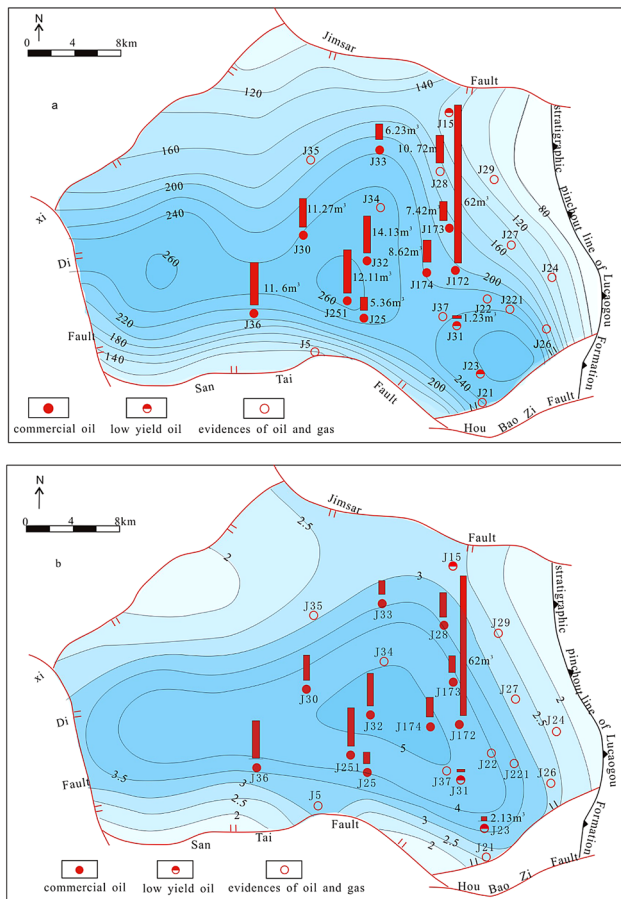 N
0 4 8km
Jimsar
Fault
a
120
140
J15
6.23m³
J33
10.72m³
J35
160
J28
J29
200
J34
7.42m³
62m³
80
240
11.27m³
J173
120
J27
xi
J30
14.13m³
8.62m³
160
stratigraphic
pinchout line of Lucaogou
Formation
Di
260
J32
J174
J172
J24
12.11m³
200
11.6m³
260
5.36m³
J22
J221
J36
J251
J25
J37
1.23m³
J31
J26
220
180
140
Fault
J5
J23
240
200
J21
San
Tai
Fault
Hou
Bao
Zi
Fault
commercial oil
low yield oil
evidences of oil and gas
N
0 4 8km
Jimsar
Fault
b
2.5
2
J15
3
J35
J33
J28
J29
J34
62m³
J30
J173
J27
2
2.5
xi
J32
J174
J172
J24
Di
5
J251
J22
J221
J36
J25
J37
J31
J26
stratigraphic
pinchout line of Lucaogou
Formation
Fault
3.5
3
2.5
2
J5
4
3
2.13m³
J23
2
J21
San
Tai
Fault
Hou
Bao
Zi
Fault
commercial oil
low yield oil
evidences of oil and gas